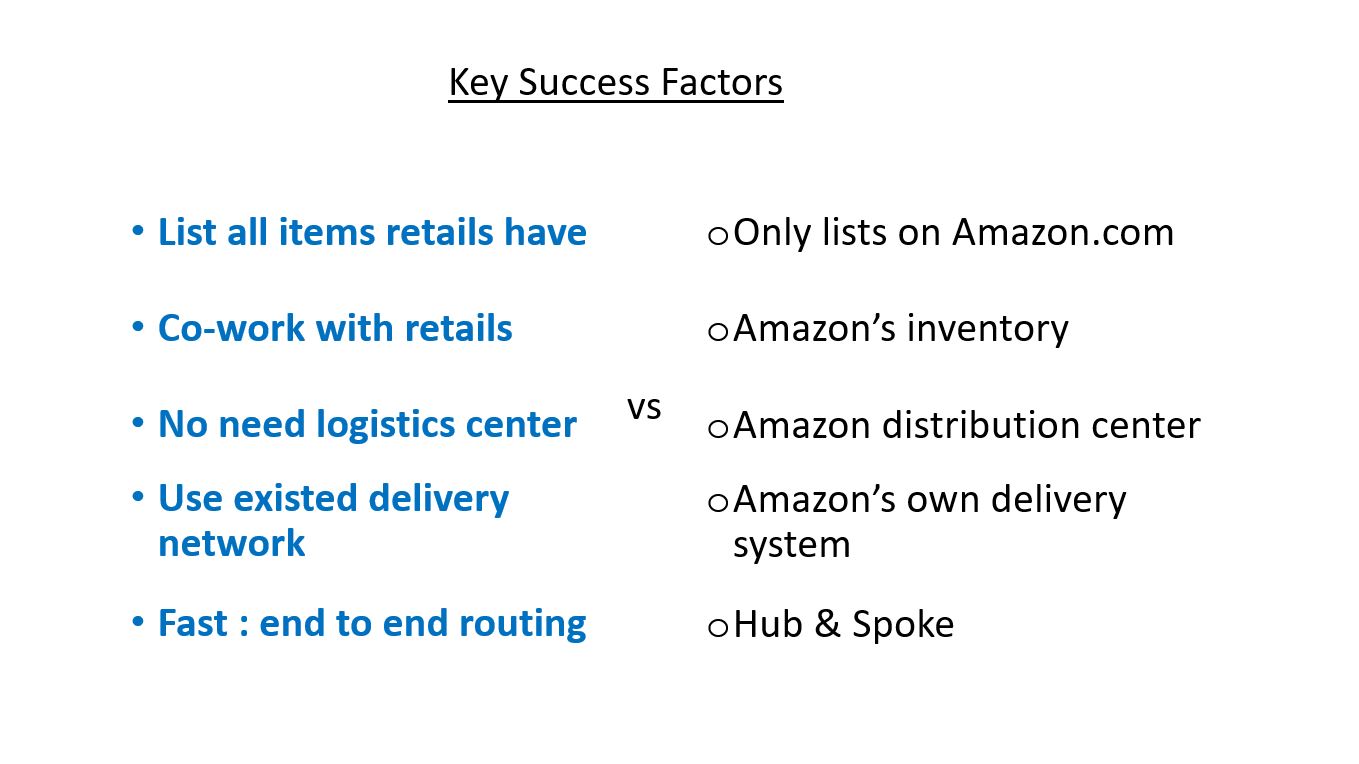 Key Success Factors
• List all items retails have
• Co-work with retails
• No need logistics center
• Use existed delivery
network
• Fast : end to end routing
vs
o Only lists on Amazon.com
o Amazon’s inventory
o Amazon distribution center
o Amazon’s own delivery
system
o Hub & Spoke